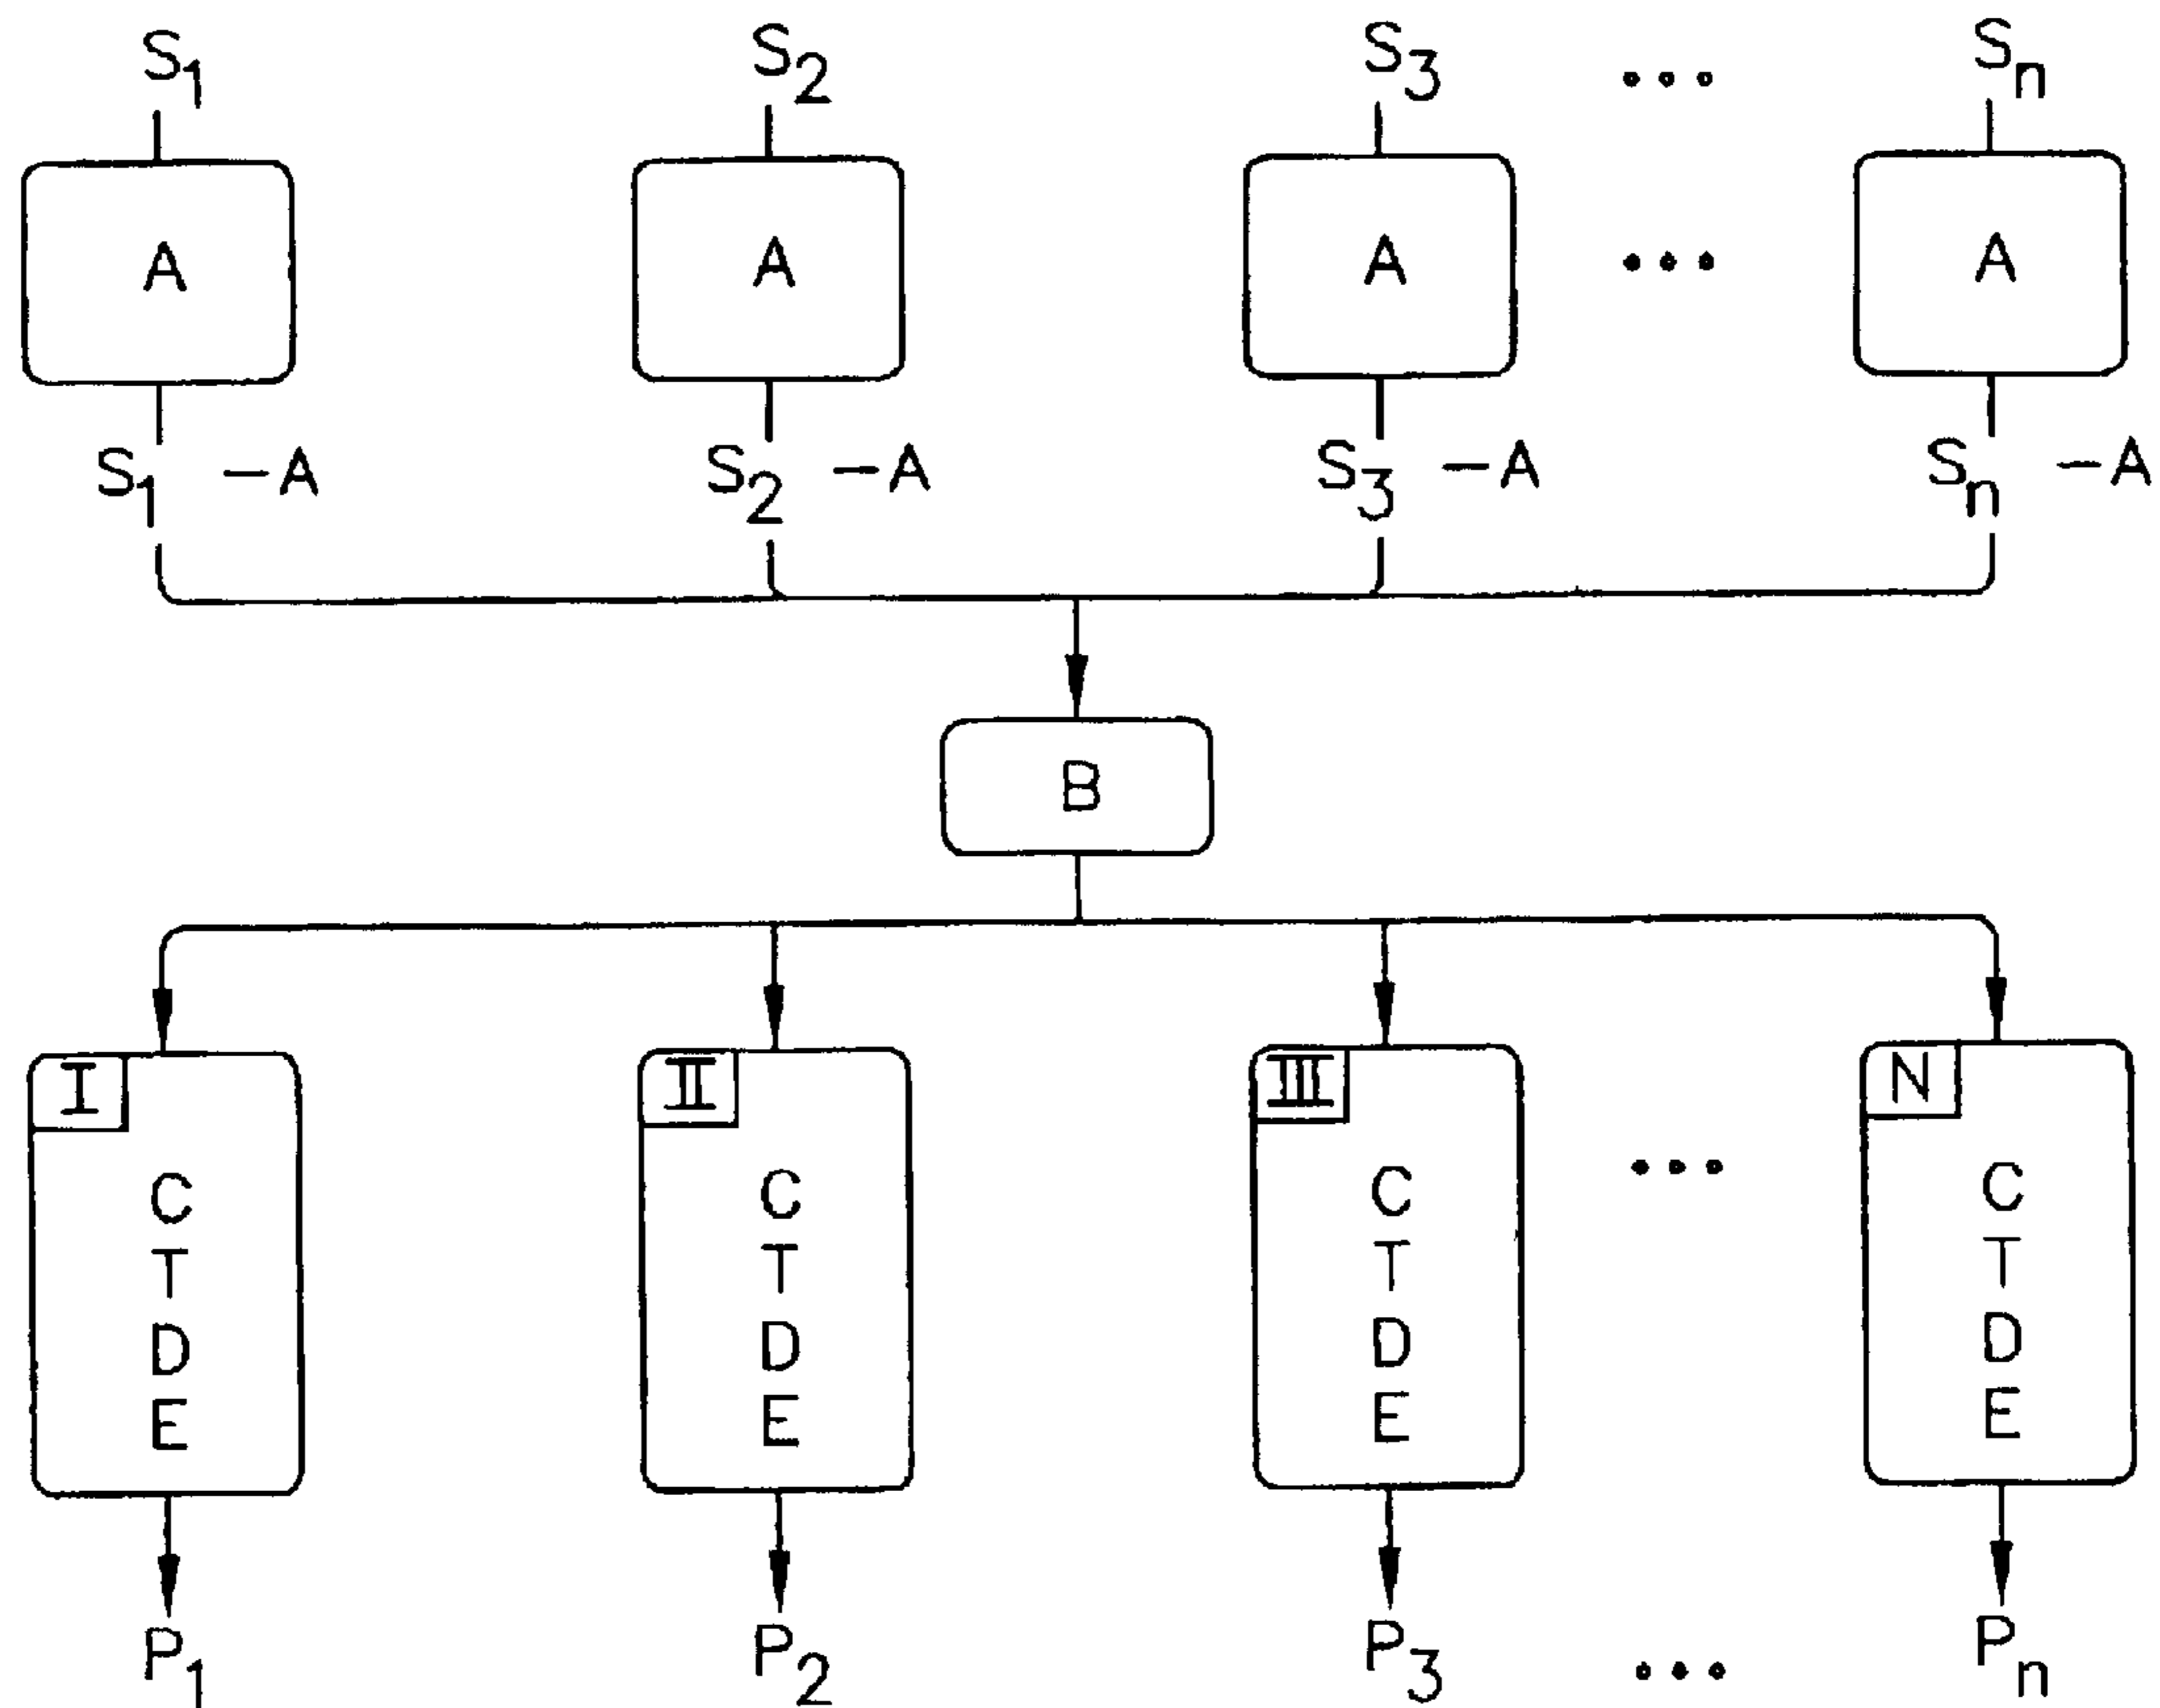 S1 S2 S3 ... Sn
A A A ... A
S1 -A S2 -A S3 -A Sn -A
B
I II III N
C C C ... C
T T T T
D D D D
E E E E
P1 P2 P3 ... Pn